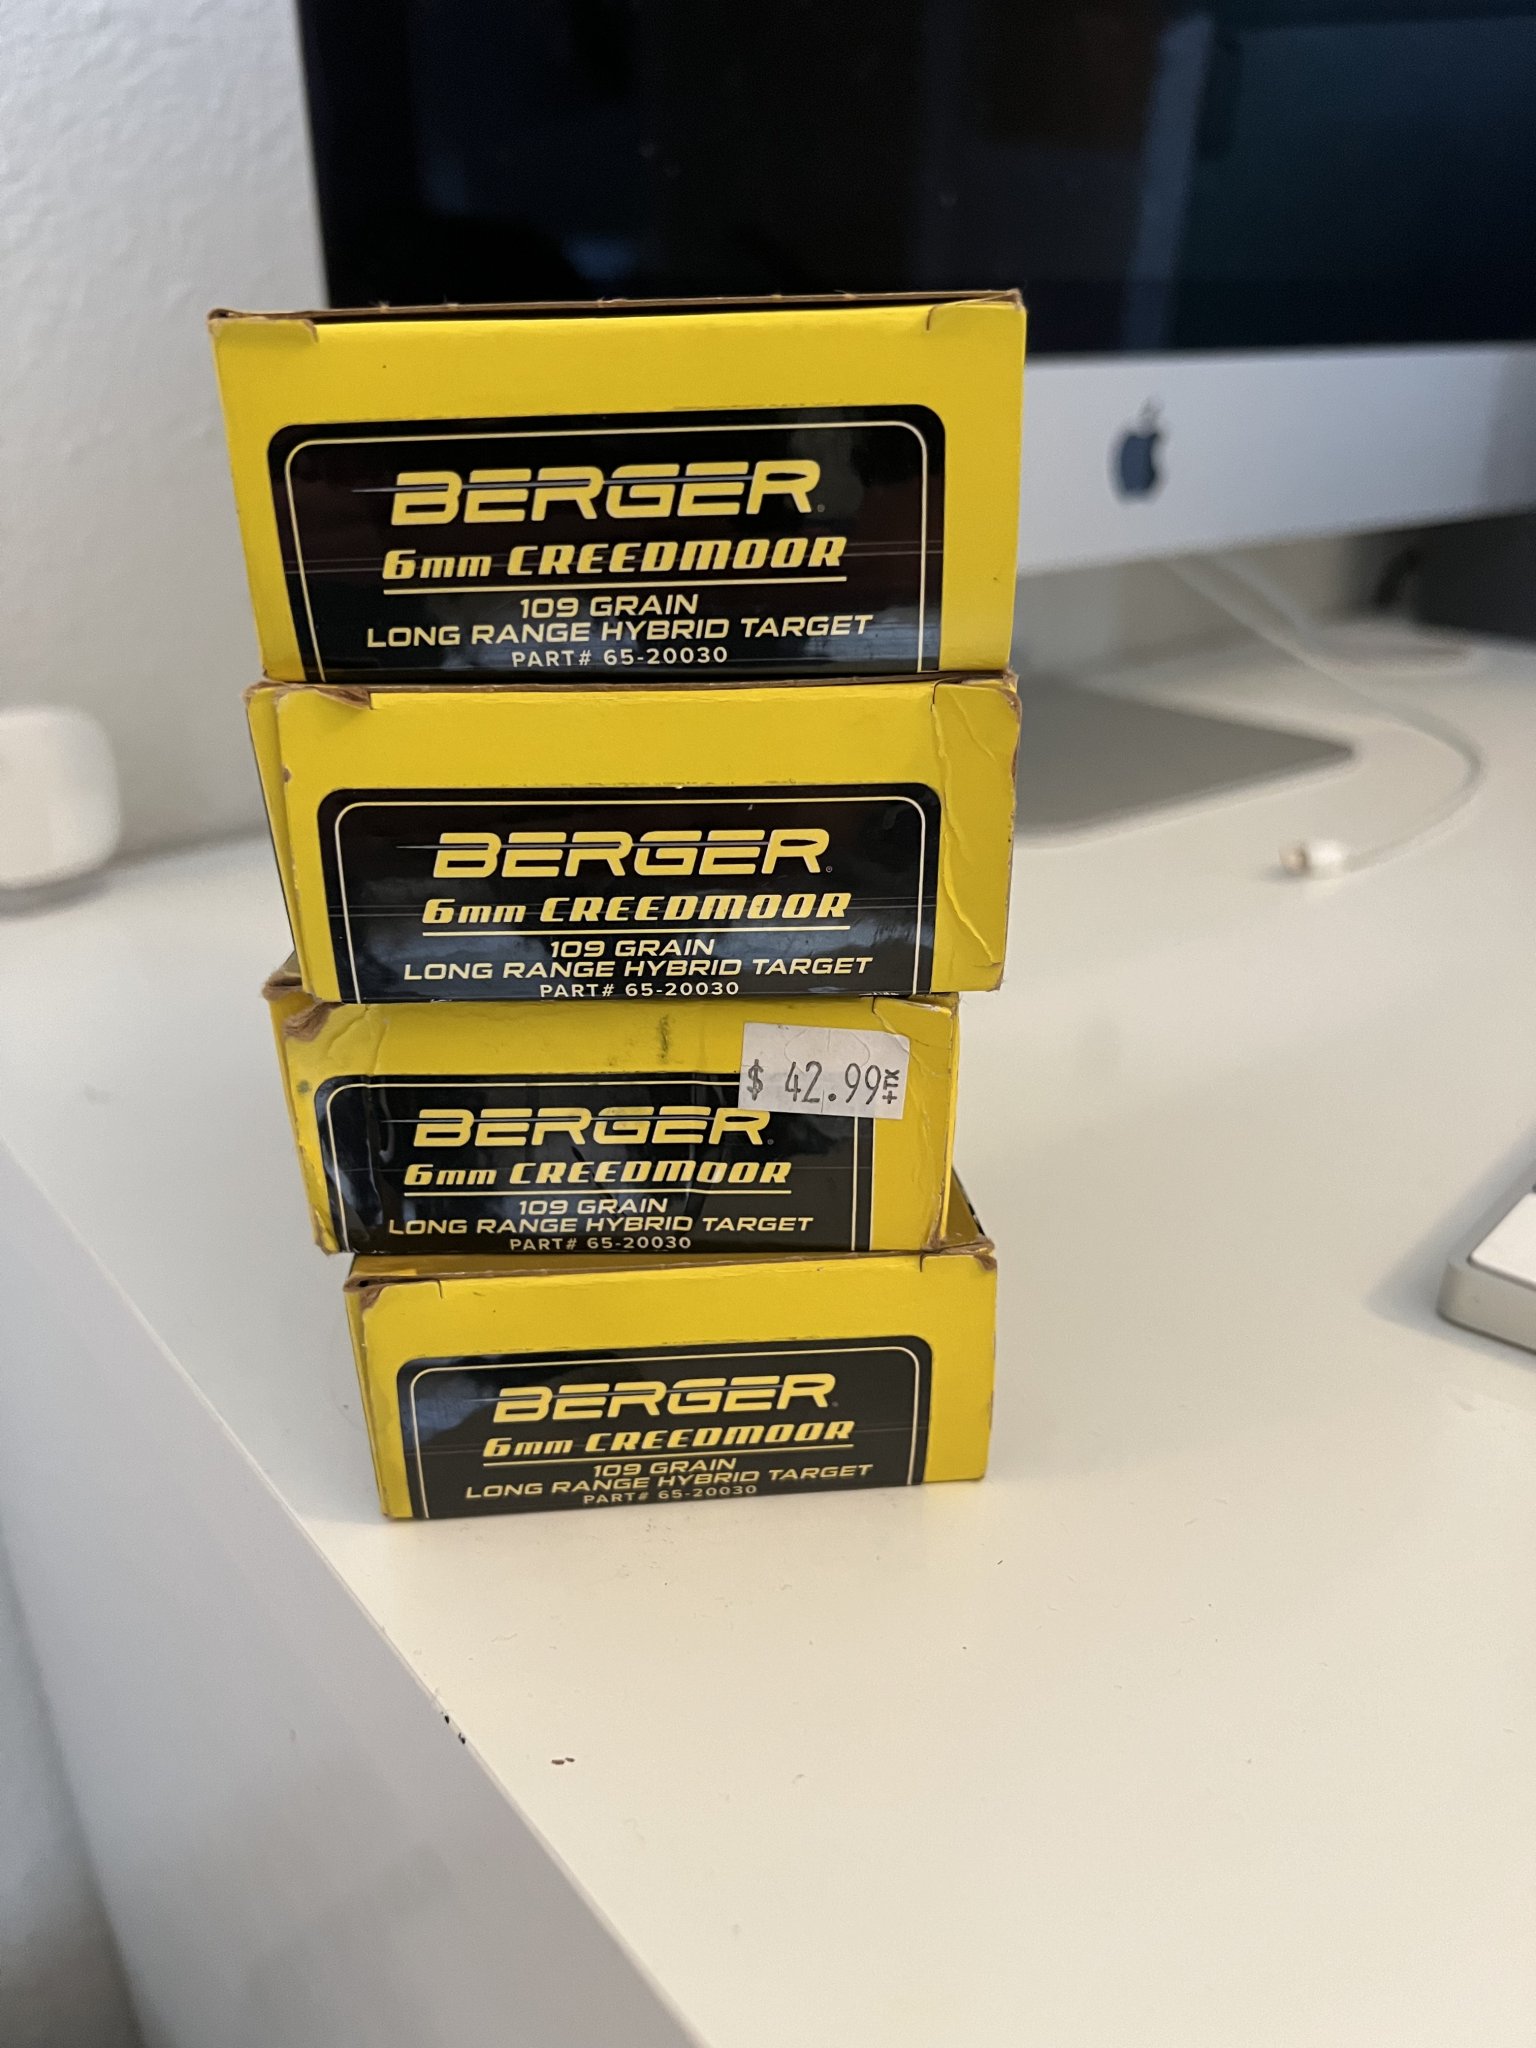 BERGER
6mm CREEDMOOR
109 GRAIN
LONG RANGE HYBRID TARGET
PART# 65-20030
BERGER
6mm CREEDMOOR
109 GRAIN
LONG RANGE HYBRID TARGET
PART# 65-20030
$ 42.99+TX
BERGER
6mm CREEDMOOR
109 GRAIN
LONG RANGE HYBRID TARGET
PART# 65-20030
BERGER
6mm CREEDMOOR
109 GRAIN
LONG RANGE HYBRID TARGET
PART# 65-20030